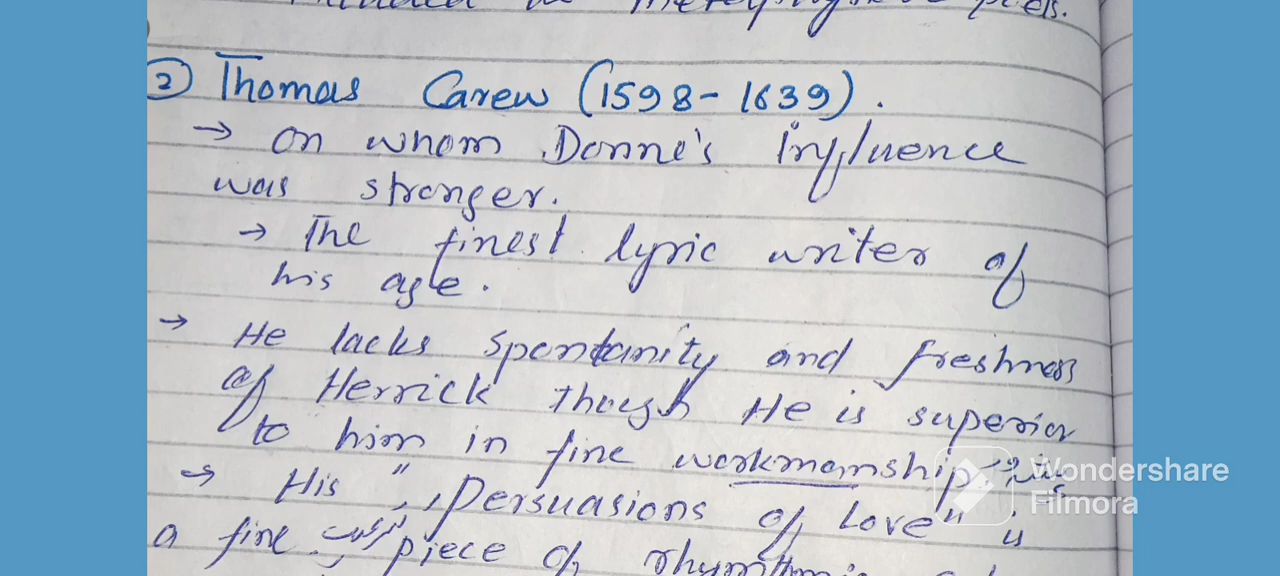 ② Thomas Carew (1598-1639).
→ on whom Donne's influence
was stronger.
→ The finest lyric writer of
his age.
→ He lacks spontanity and freshness
of Herrick though He is superior
to him in fine workmamship
→ His "Persuasions of Love" is
a fine piece of
Wondershare
Filmora